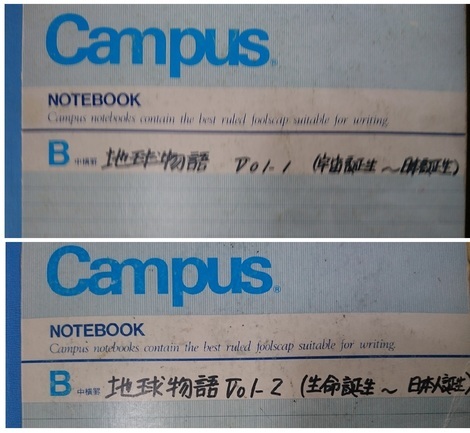 Campus
NOTEBOOK
Campus notebooks contain the best ruled foolscap suitable for writing.
B 中横罫 地球物語 Vol-1 (宇宙誕生 ～ 誕生)
Campus®
NOTEBOOK
Campus notebooks contain the best ruled foolscap suitable for writing.
B 中横罫 地球物語 Vol-2 (生命誕生 ～ 日本人誕生)